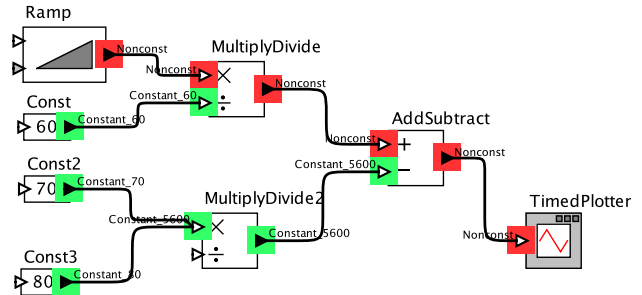 Ramp
Nonconst
MultiplyDivide
Nonconst
×
Nonconst
Const
Constant_60
÷
60
Constant_60
AddSubtract
Nonconst
+
Nonconst
Const2
Constant_5600
−
70
Constant_70
MultiplyDivide2
TimedPlotter
Constant_5600
×
Constant_5600
Nonconst
÷
Const3
80
Constant_80